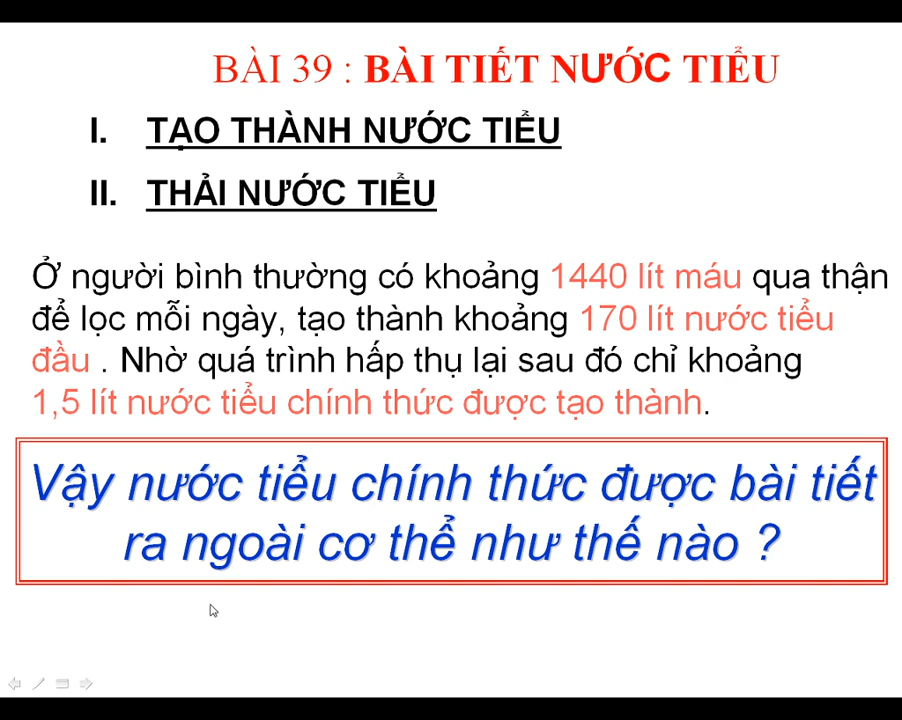 BÀI 39 : BÀI TIẾT NƯỚC TIỂU
I. TẠO THÀNH NƯỚC TIỂU
II. THẢI NƯỚC TIỂU
Ở người bình thường có khoảng 1440 lít máu qua thận
để lọc mỗi ngày, tạo thành khoảng 170 lít nước tiểu
đầu . Nhờ quá trình hấp thụ lại sau đó chỉ khoảng
1,5 lít nước tiểu chính thức được tạo thành.
Vậy nước tiểu chính thức được bài tiết
ra ngoài cơ thể như thế nào ?